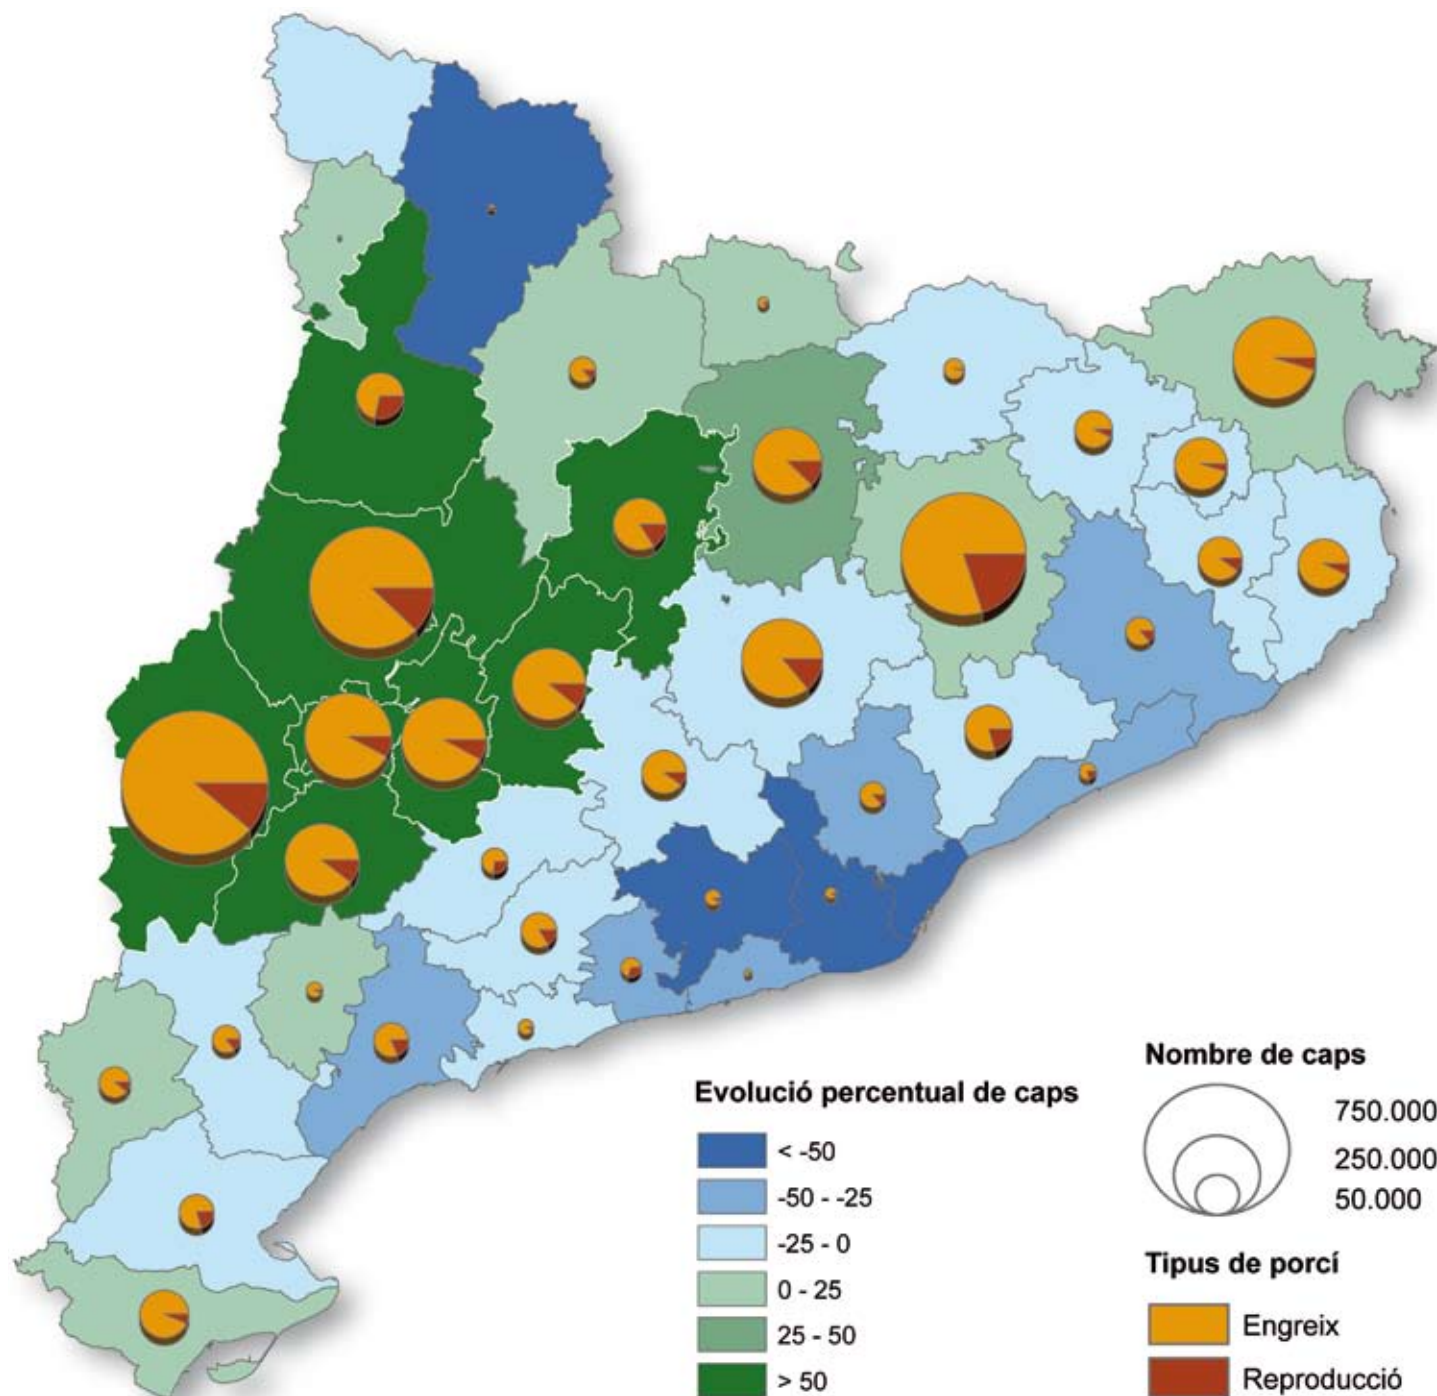 Evolució percentual de caps
< -50
-50 - -25
-25 - 0
0 - 25
25 - 50
> 50
Nombre de caps
750.000
250.000
50.000
Tipus de porcí
Engreix
Reproducció